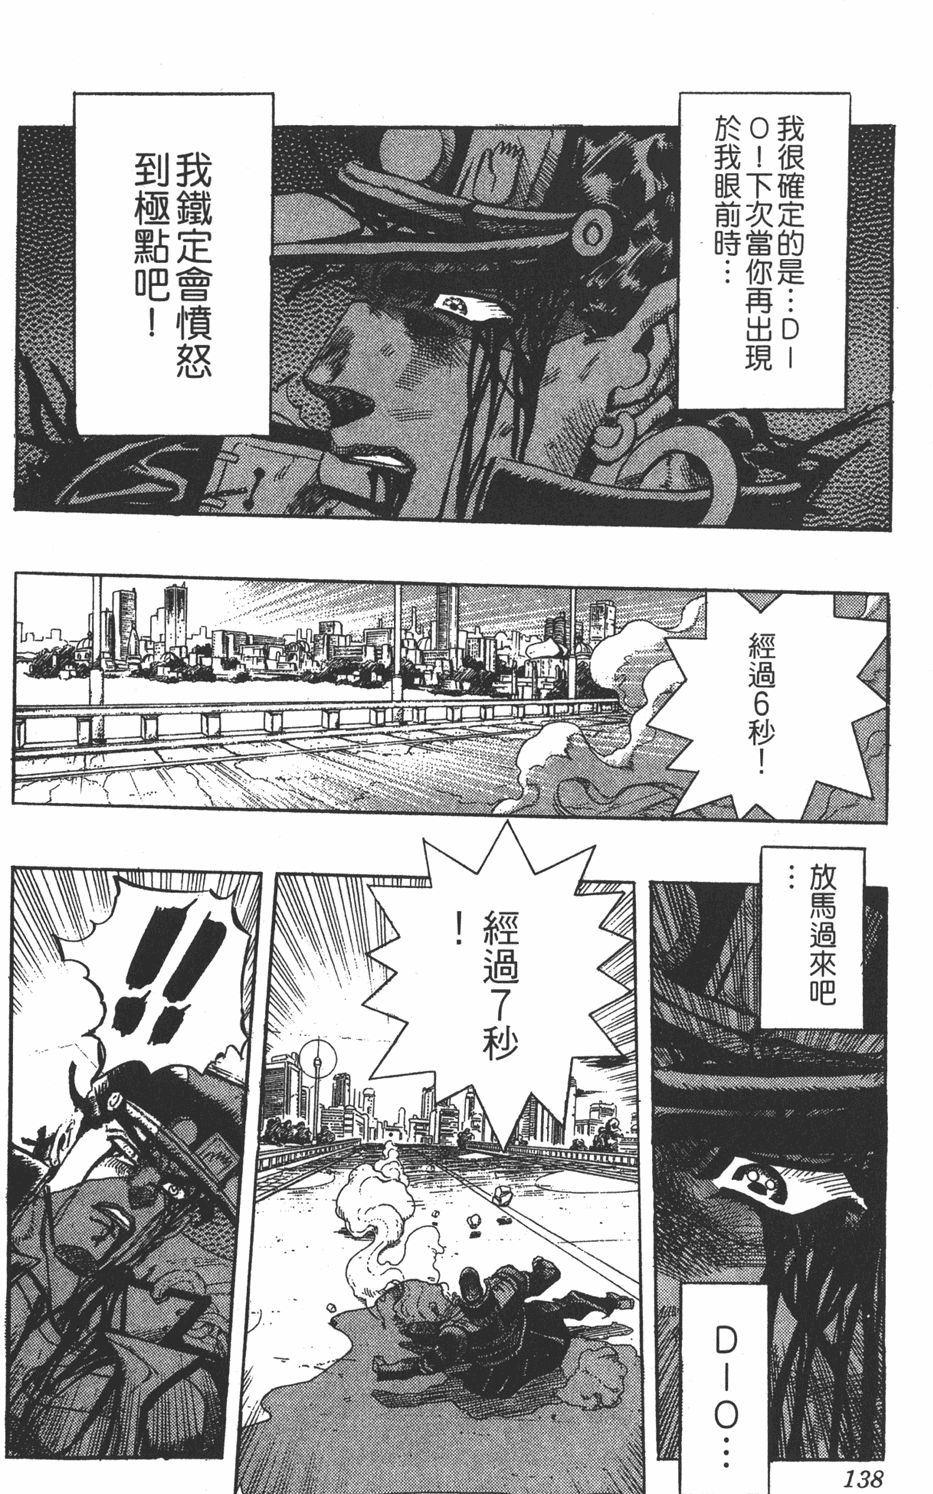 我很確定的是…DI
O！下次當你再出現
於我眼前時…
我鐵定會憤怒
到極點吧！
經過6秒！
放馬過來吧
…
DIO…
經過7秒
！
!!
138